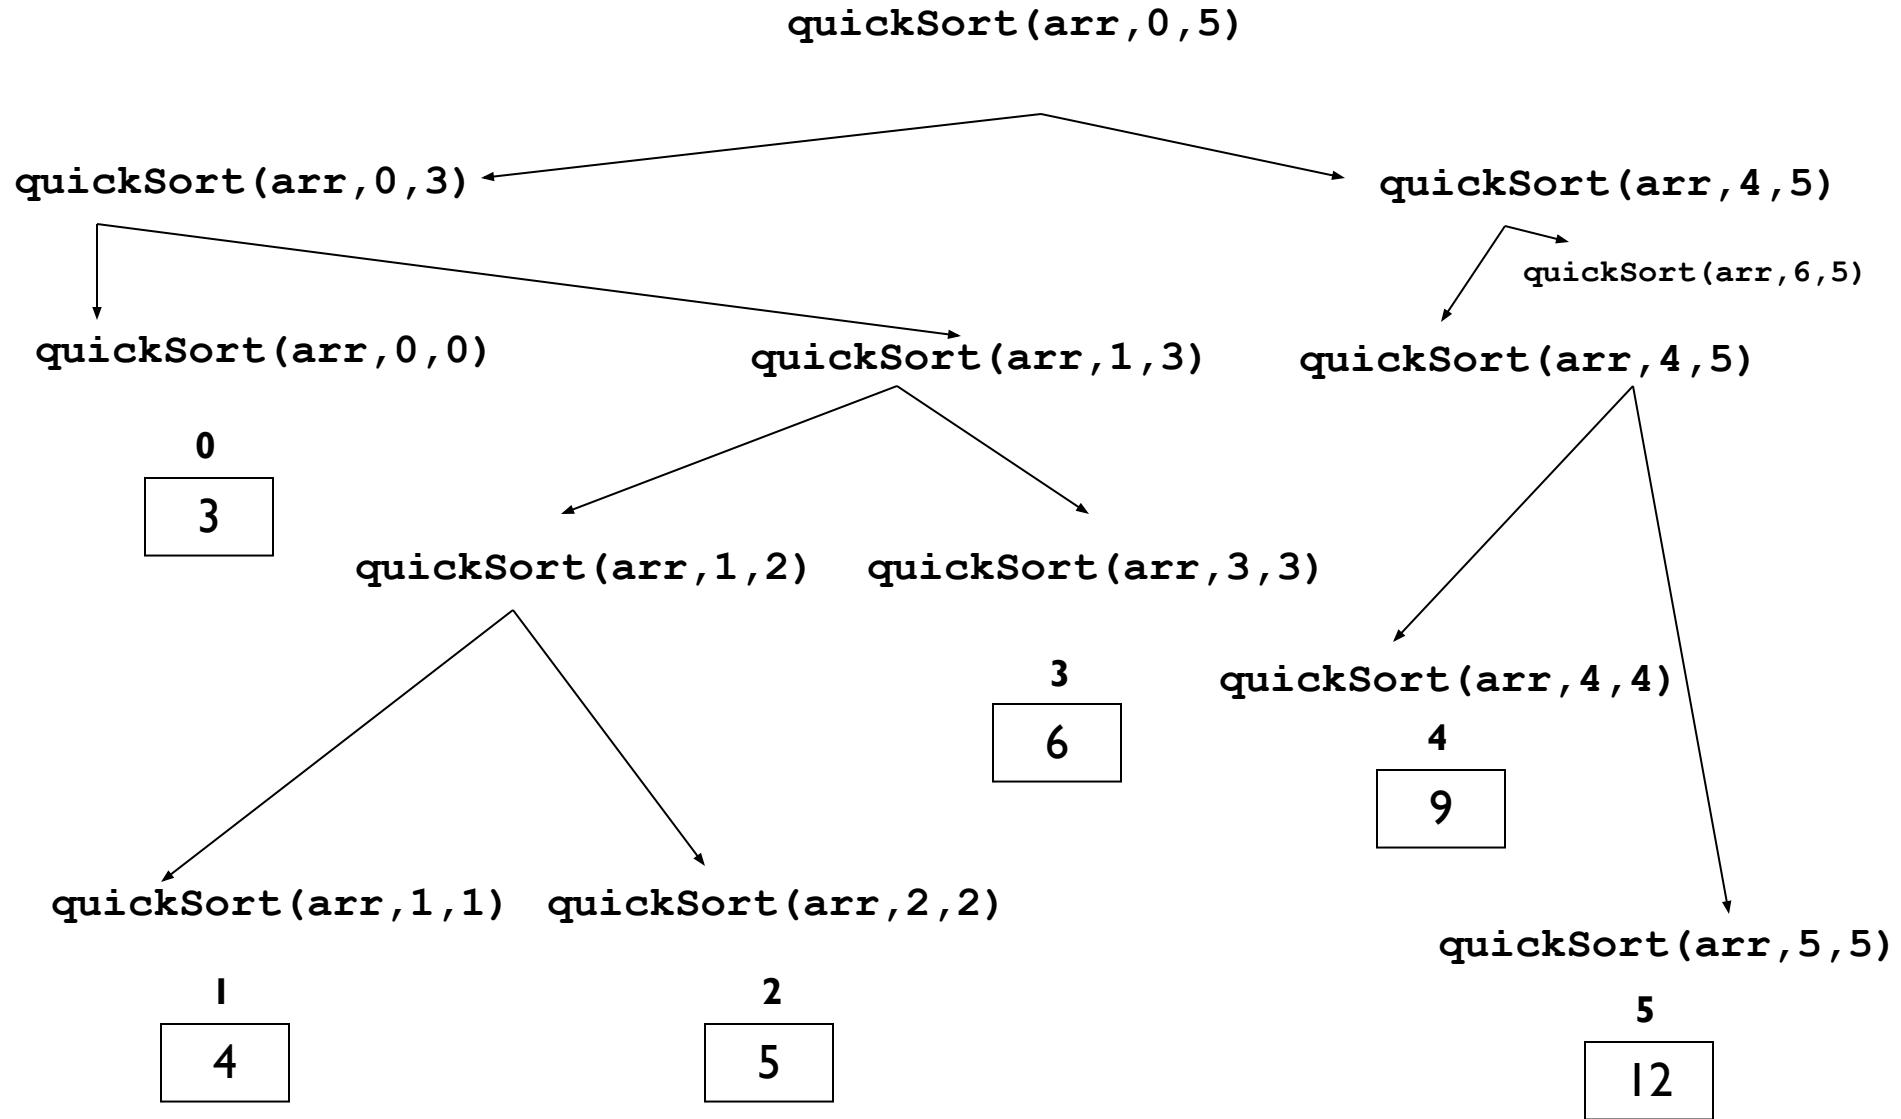 quickSort(arr,0,5)
quickSort(arr,0,3)
quickSort(arr,4,5)
quickSort(arr,6,5)
quickSort(arr,0,0)
quickSort(arr,1,3)
quickSort(arr,4,5)
0
3
quickSort(arr,1,2)
quickSort(arr,3,3)
3
6
quickSort(arr,4,4)
4
9
quickSort(arr,1,1)
quickSort(arr,2,2)
quickSort(arr,5,5)
1
4
2
5
5
12